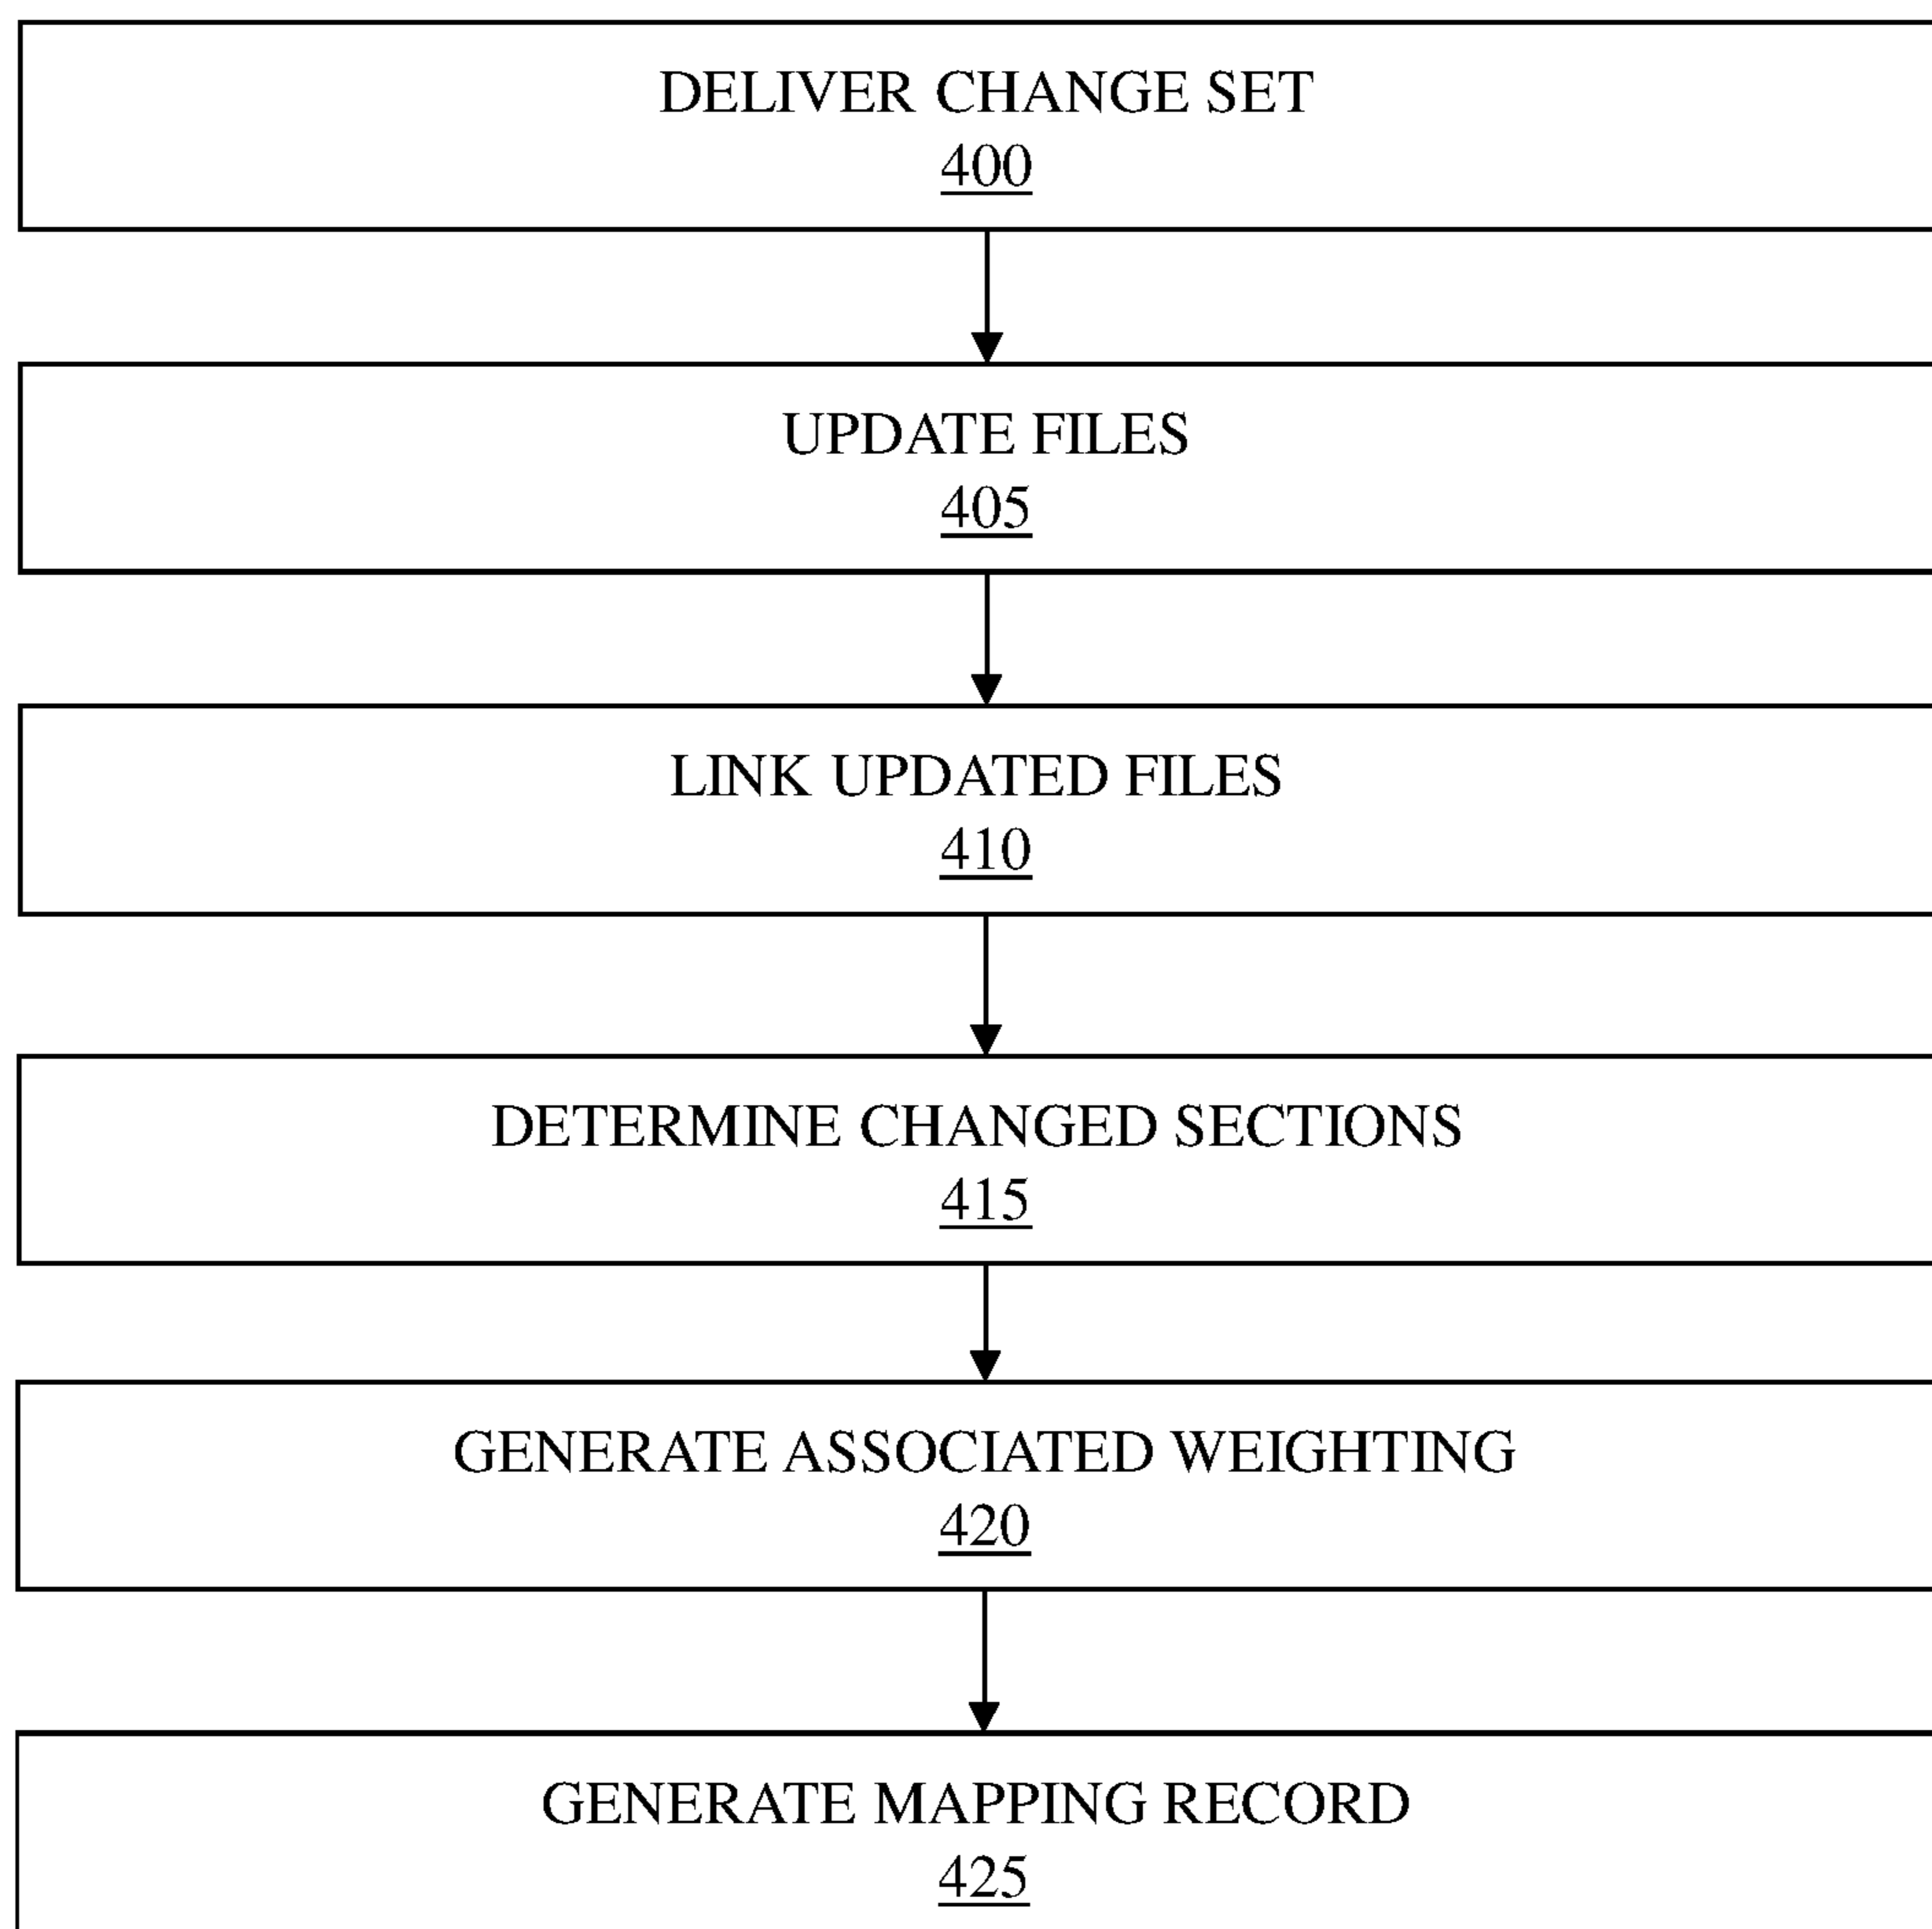 DELIVER CHANGE SET
400
UPDATE FILES
405
LINK UPDATED FILES
410
DETERMINE CHANGED SECTIONS
415
GENERATE ASSOCIATED WEIGHTING
420
GENERATE MAPPING RECORD
425